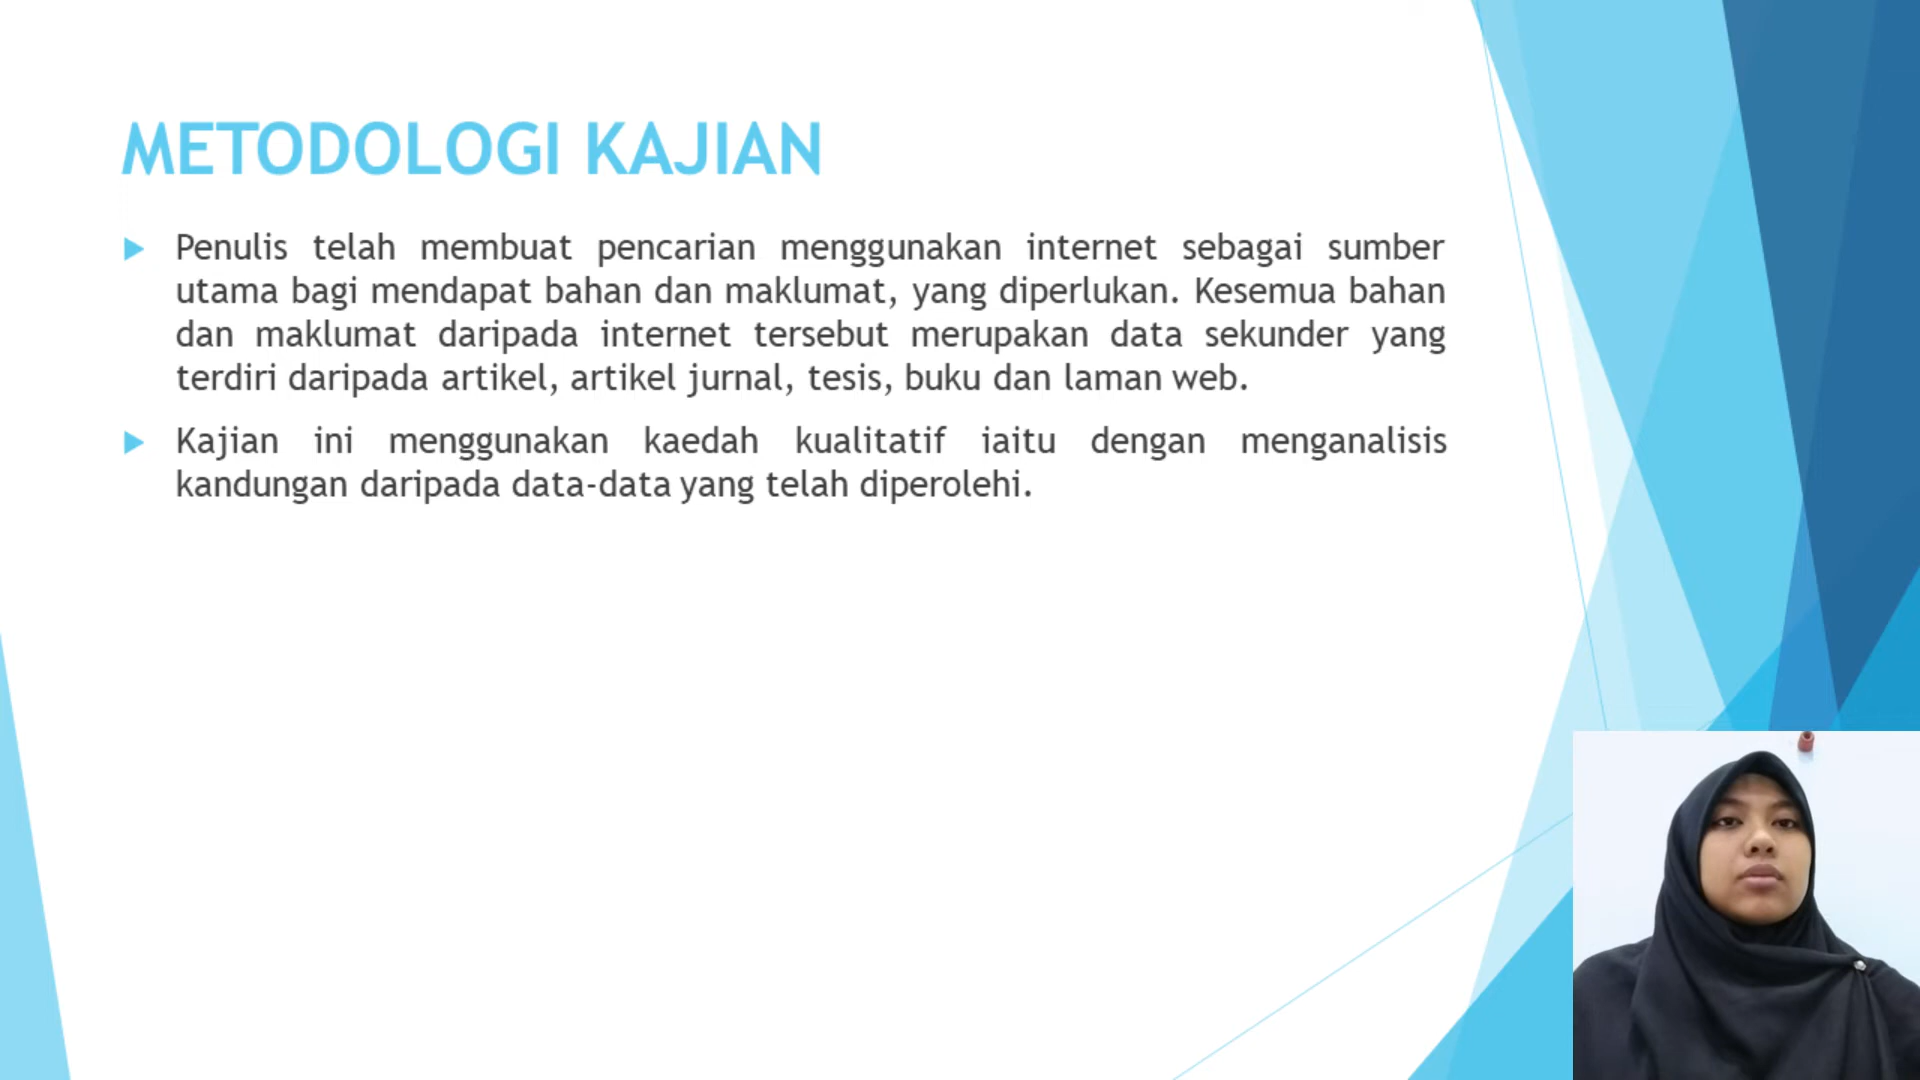 METODOLOGI KAJIAN
Penulis telah membuat pencarian menggunakan internet sebagai sumber
utama bagi mendapat bahan dan maklumat, yang diperlukan. Kesemua bahan
dan maklumat daripada internet tersebut merupakan data sekunder yang
terdiri daripada artikel, artikel jurnal, tesis, buku dan laman web.
Kajian ini menggunakan kaedah kualitatif iaitu dengan menganalisis
kandungan daripada data-data yang telah diperolehi.